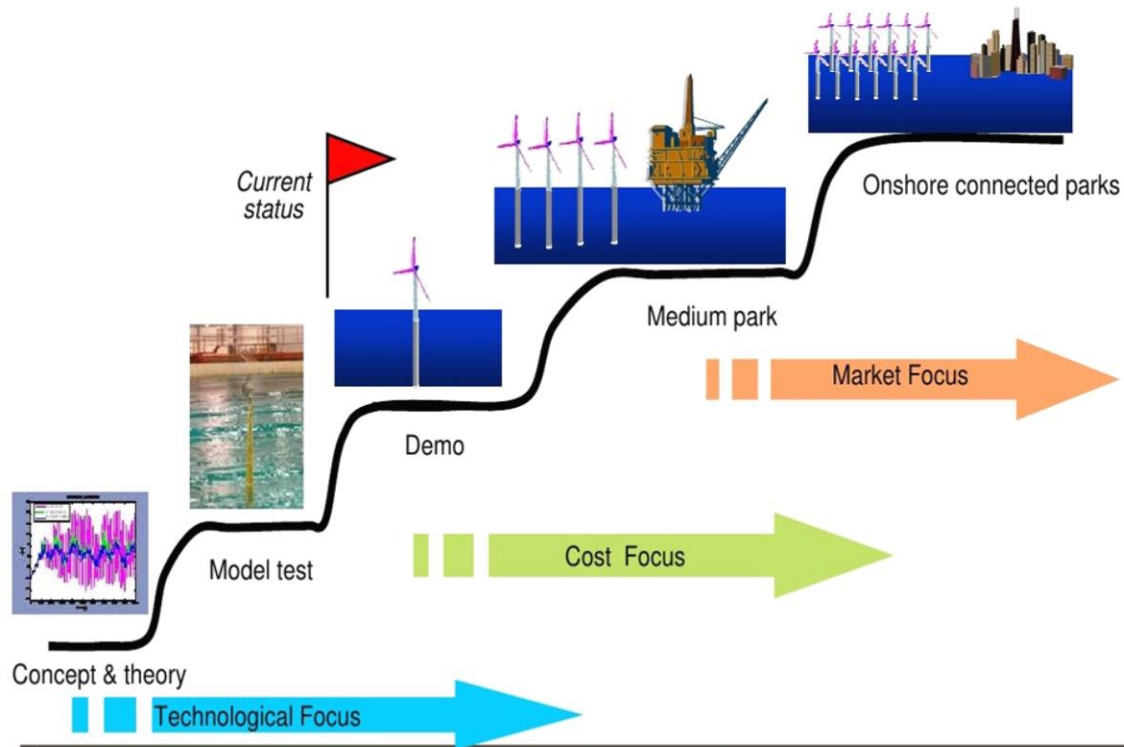 Current
status
Onshore connected parks
Medium park
Market Focus
Demo
Cost  Focus
Model test
Concept & theory
Technological Focus